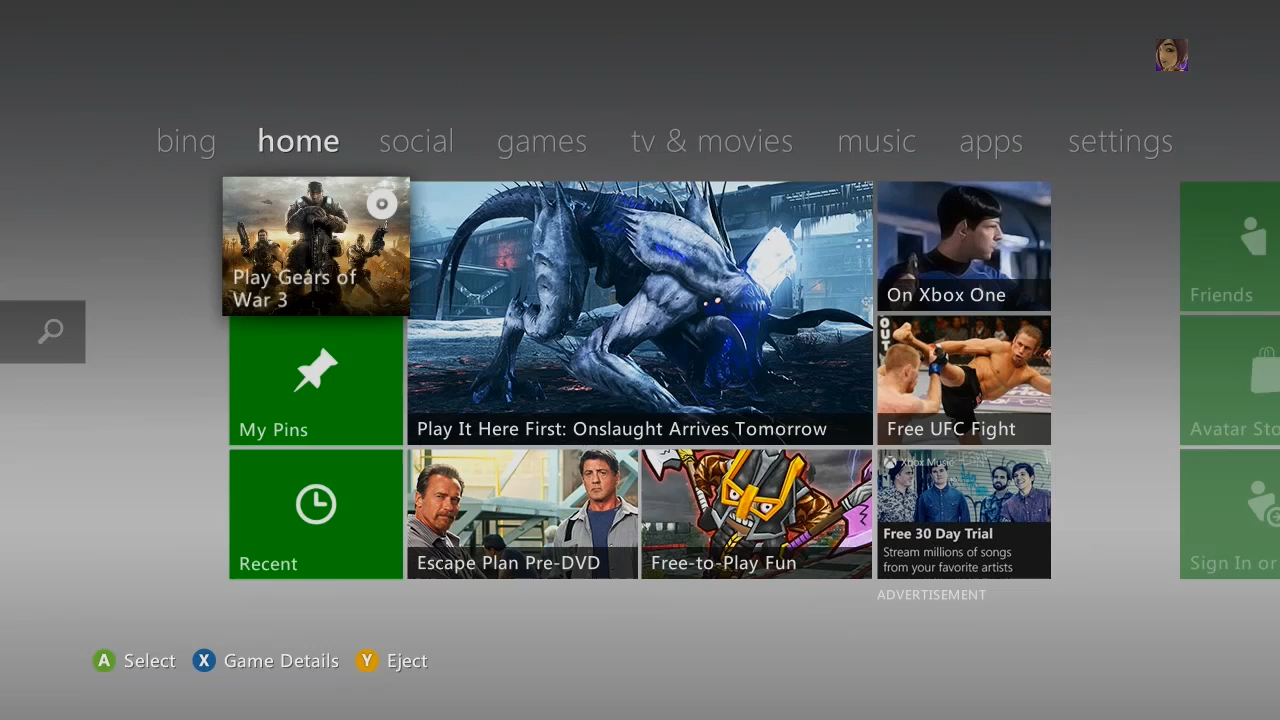 bing home social games tv & movies music apps settings
Play Gears of
War 3
My Pins
Recent
Play It Here First: Onslaught Arrives Tomorrow
Escape Plan Pre-DVD
Free-to-Play Fun
On Xbox One
OUT
Free UFC Fight
Xbox Music
Free 30 Day Trial
Stream millions of songs
from your favorite artists
ADVERTISEMENT
Friends
Avatar Sto
Sign In or
A Select X Game Details Y Eject